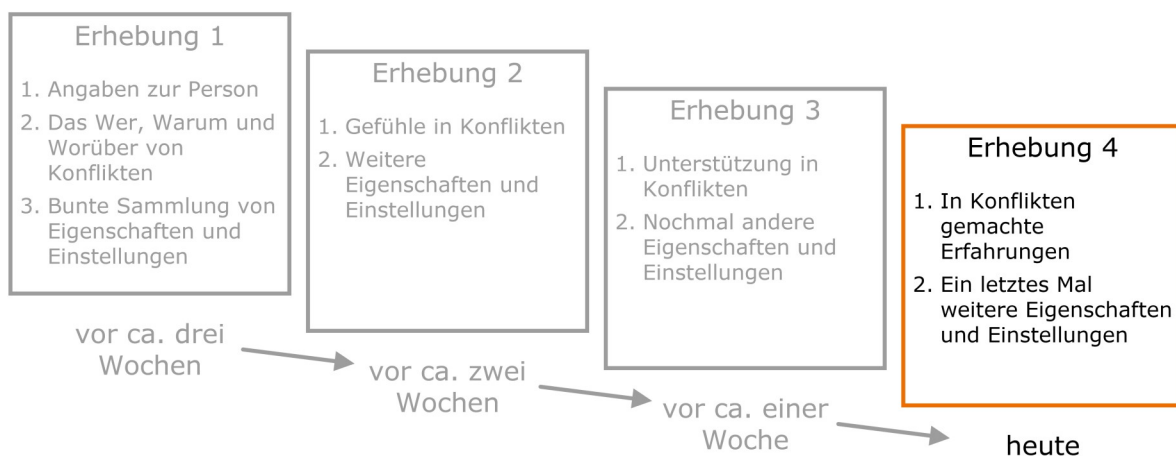 Erhebung 1
1. Angaben zur Person
2. Das Wer, Warum und
Worüber von
Konflikten
3. Bunte Sammlung von
Eigenschaften und
Einstellungen
vor ca. drei
Wochen
Erhebung 2
1. Gefühle in Konflikten
2. Weitere
Eigenschaften und
Einstellungen
vor ca. zwei
Wochen
Erhebung 3
1. Unterstützung in
Konflikten
2. Nochmal andere
Eigenschaften und
Einstellungen
vor ca. einer
Woche
Erhebung 4
1. In Konflikten
gemachte
Erfahrungen
2. Ein letztes Mal
weitere Eigenschaften
und Einstellungen
heute